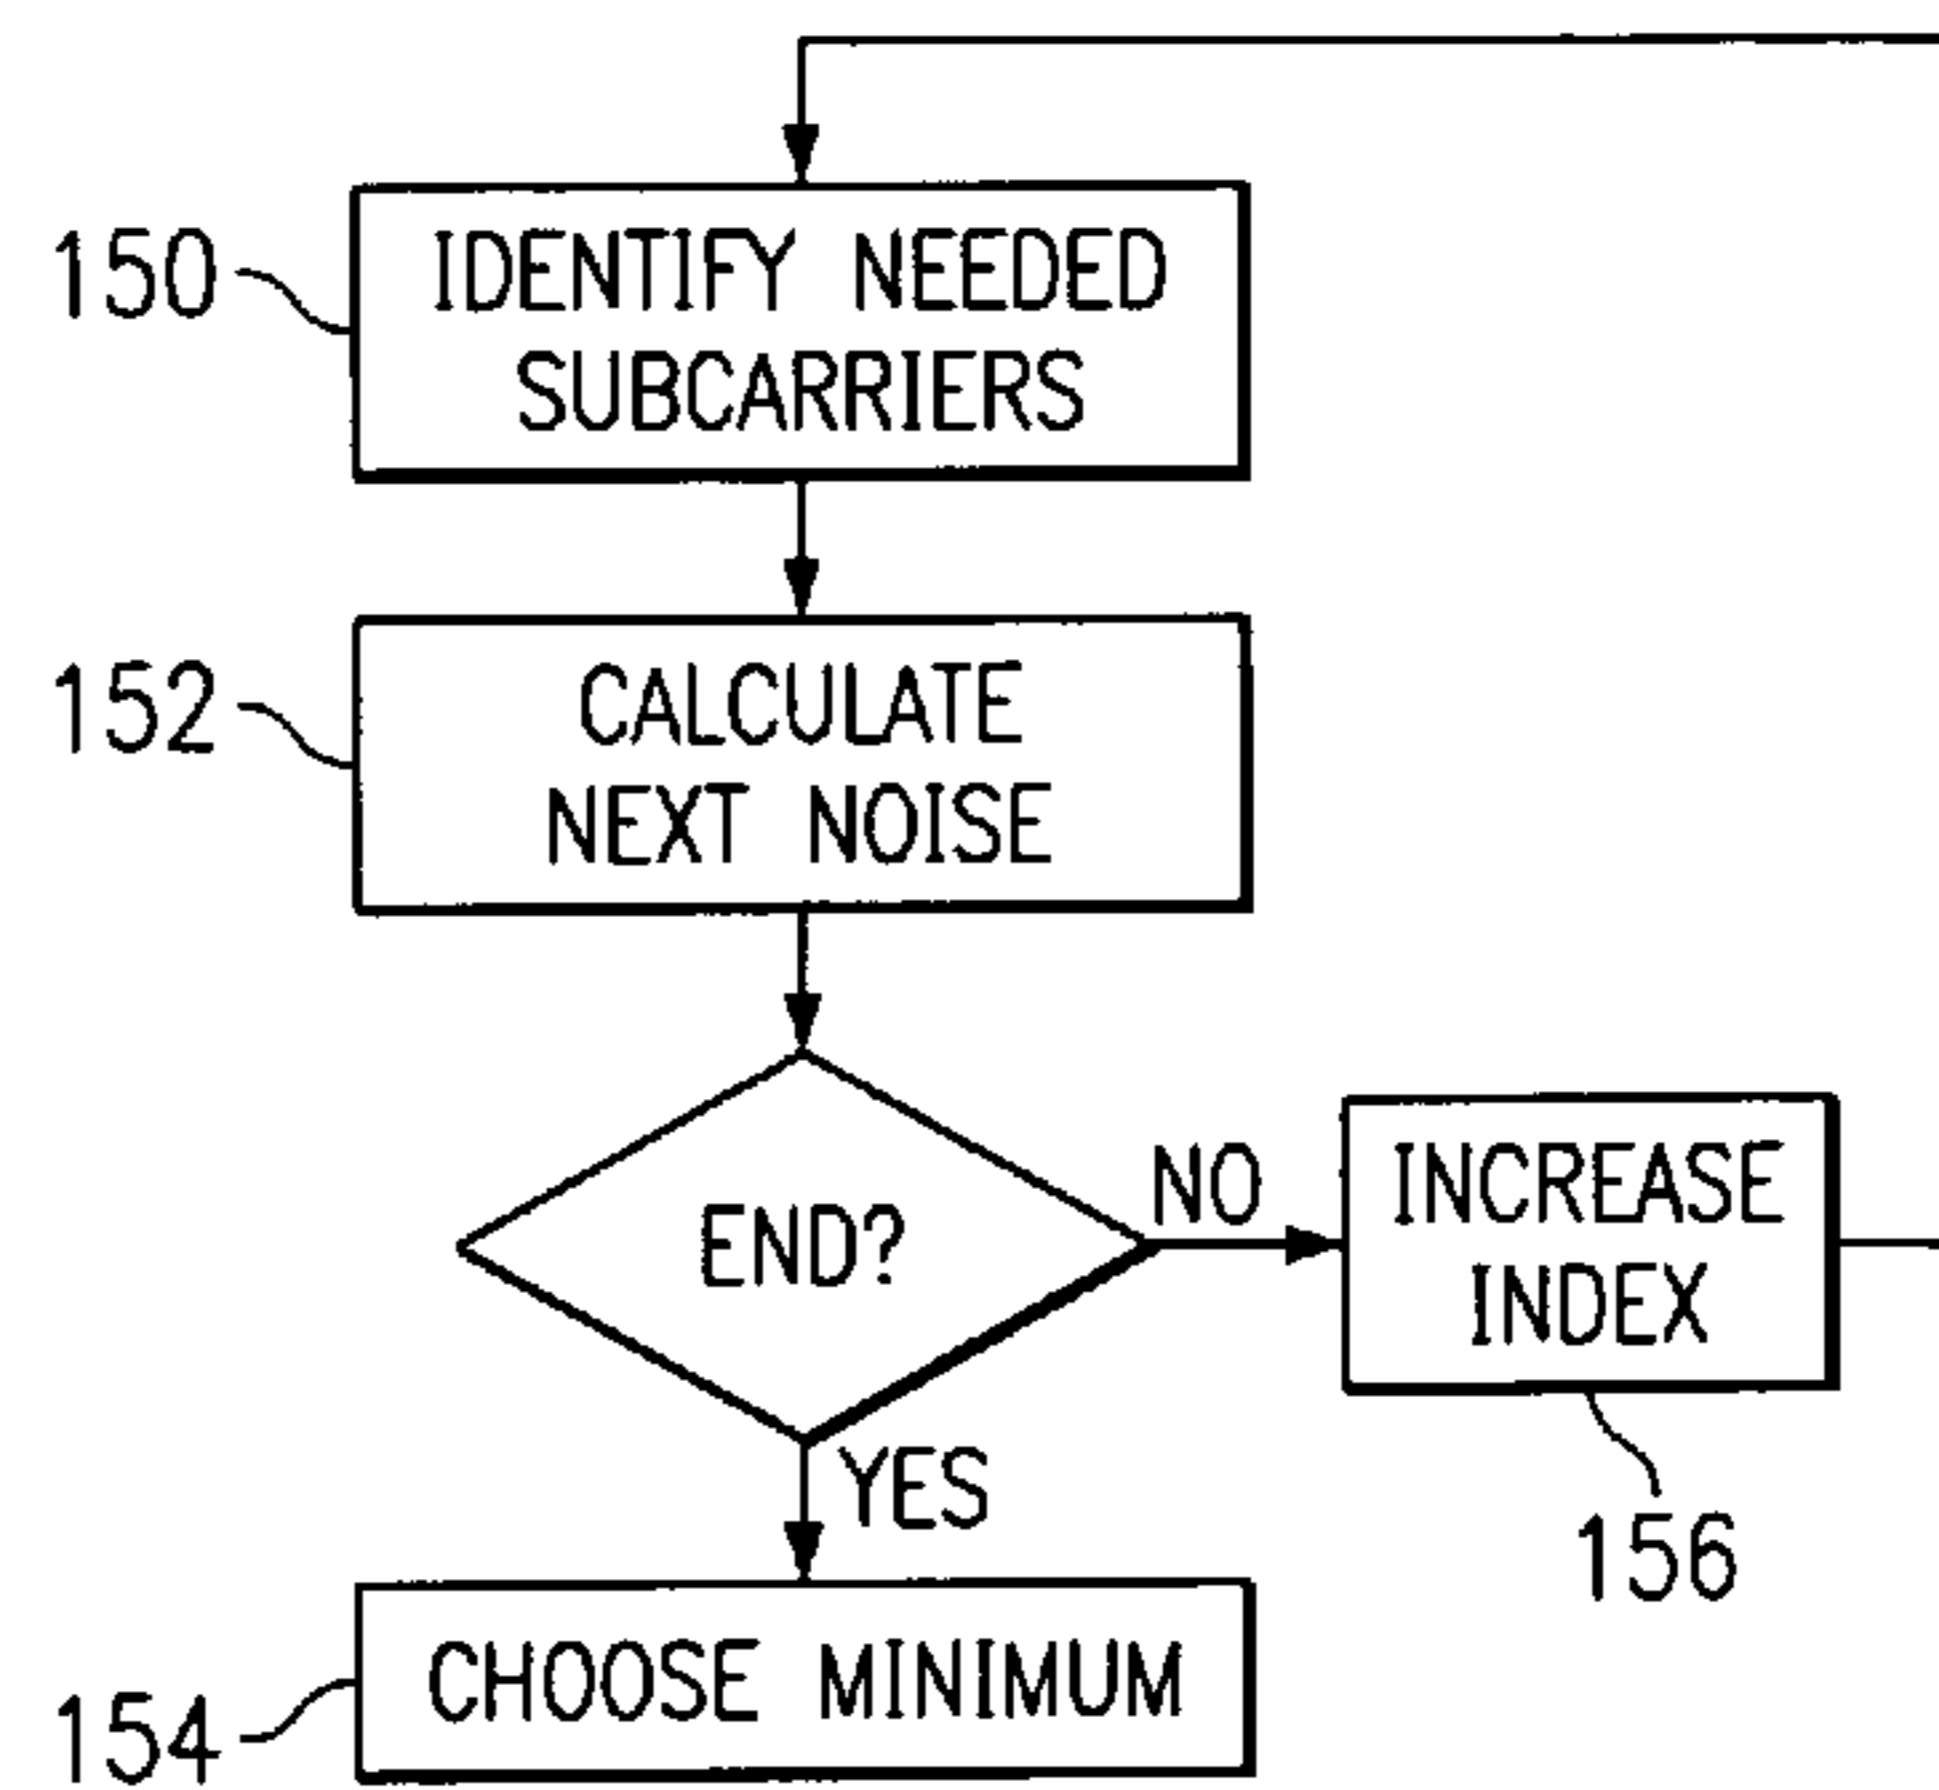 150
IDENTIFY NEEDED
SUBCARRIERS
152
CALCULATE
NEXT NOISE
END?
NO
INCREASE
INDEX
YES
156
154
CHOOSE MINIMUM